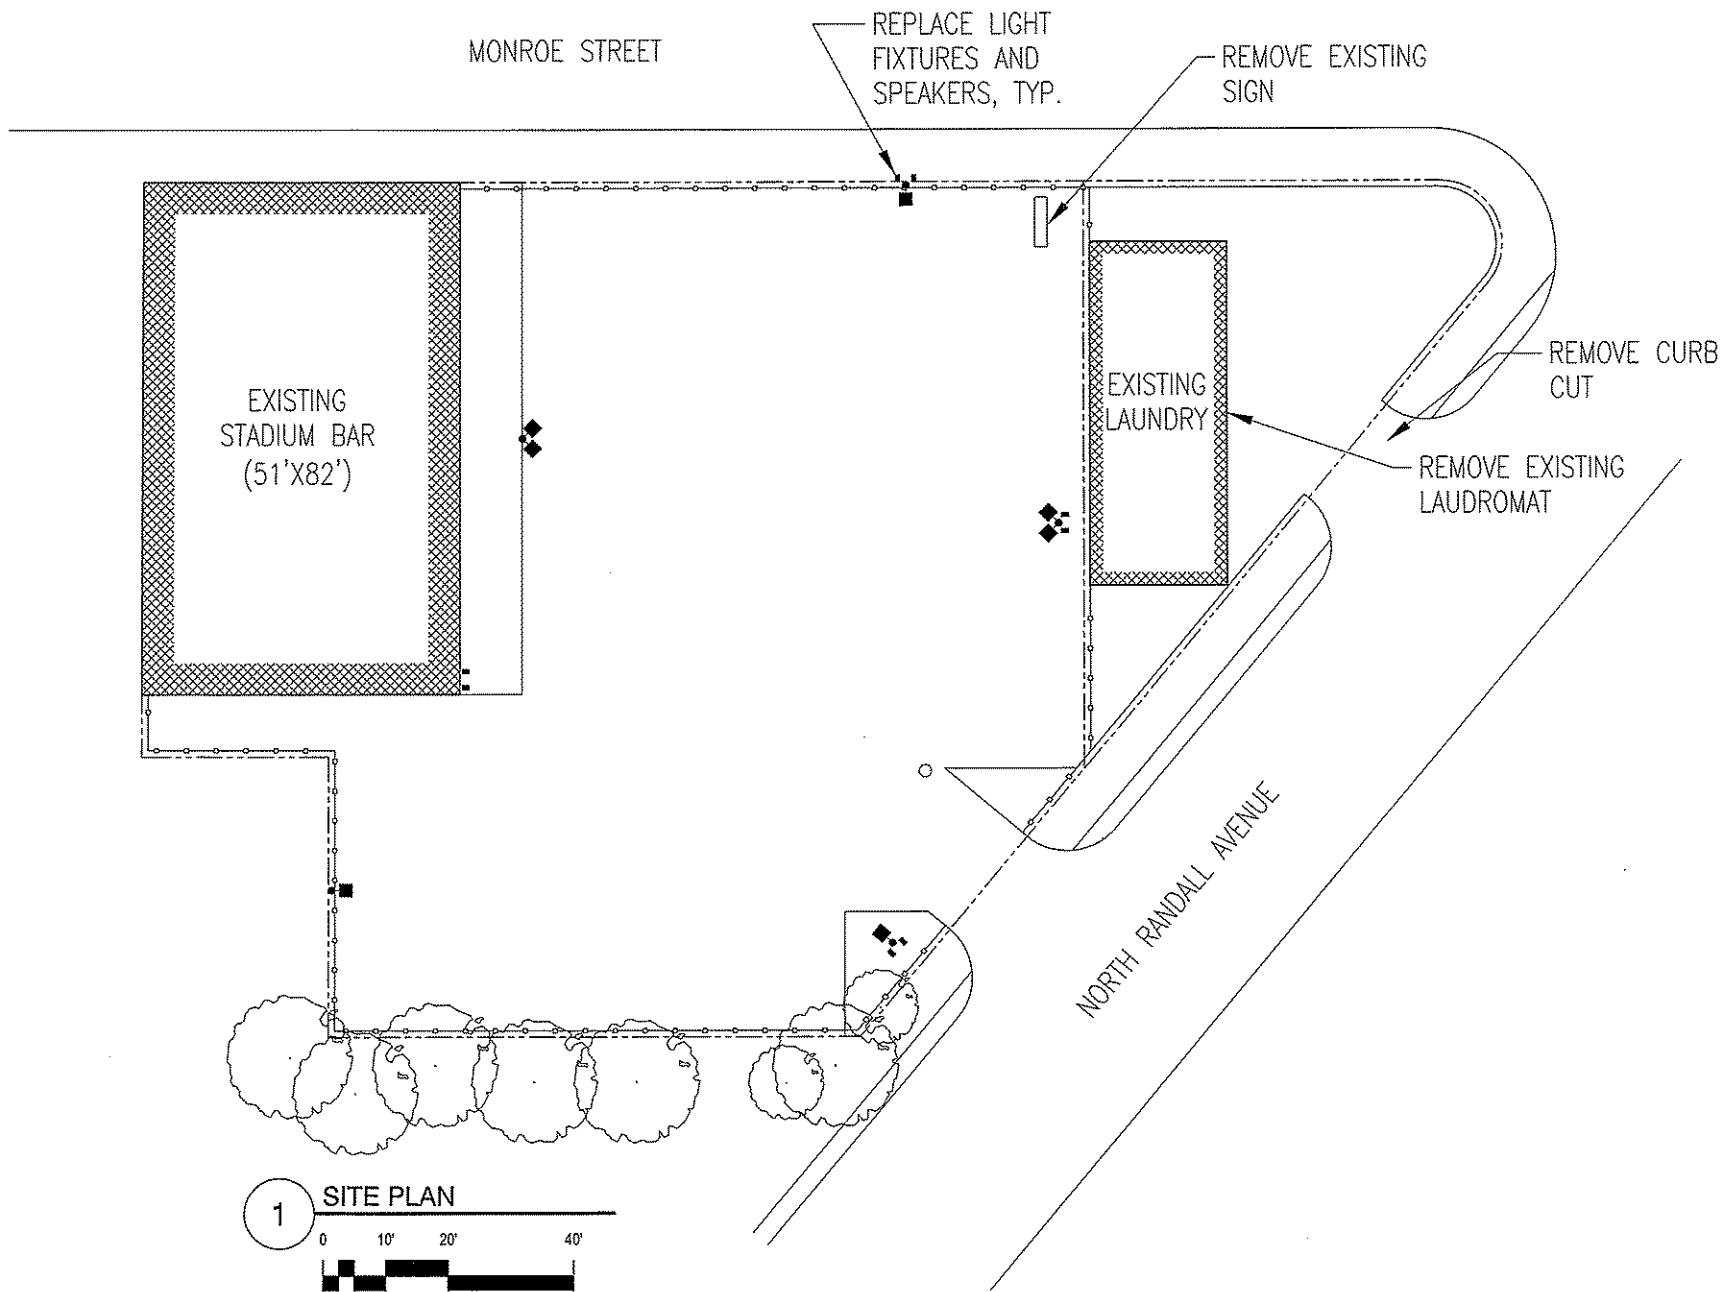 MONROE STREET
REPLACE LIGHT
FIXTURES AND
SPEAKERS, TYP.
REMOVE EXISTING
SIGN
REMOVE CURB
CUT
EXISTING
STADIUM BAR
(51'X82')
EXISTING
LAUNDRY
REMOVE EXISTING
LAUDROMAT
NORTH RANDALL AVENUE
1 SITE PLAN
0 10' 20' 40'